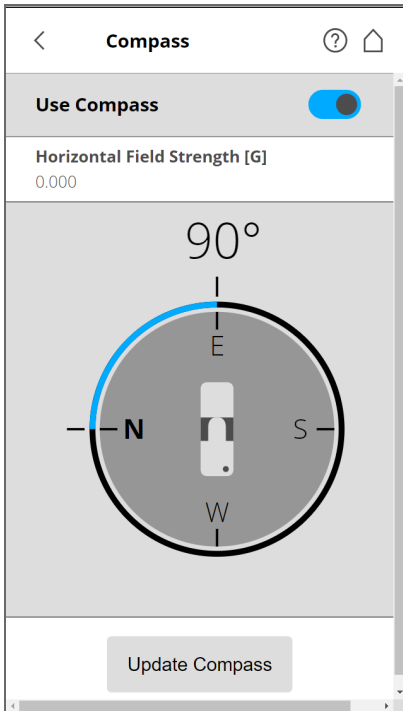 Compass
Use Compass
Horizontal Field Strength [G]
0.000
90°
E
N
S
W
Update Compass